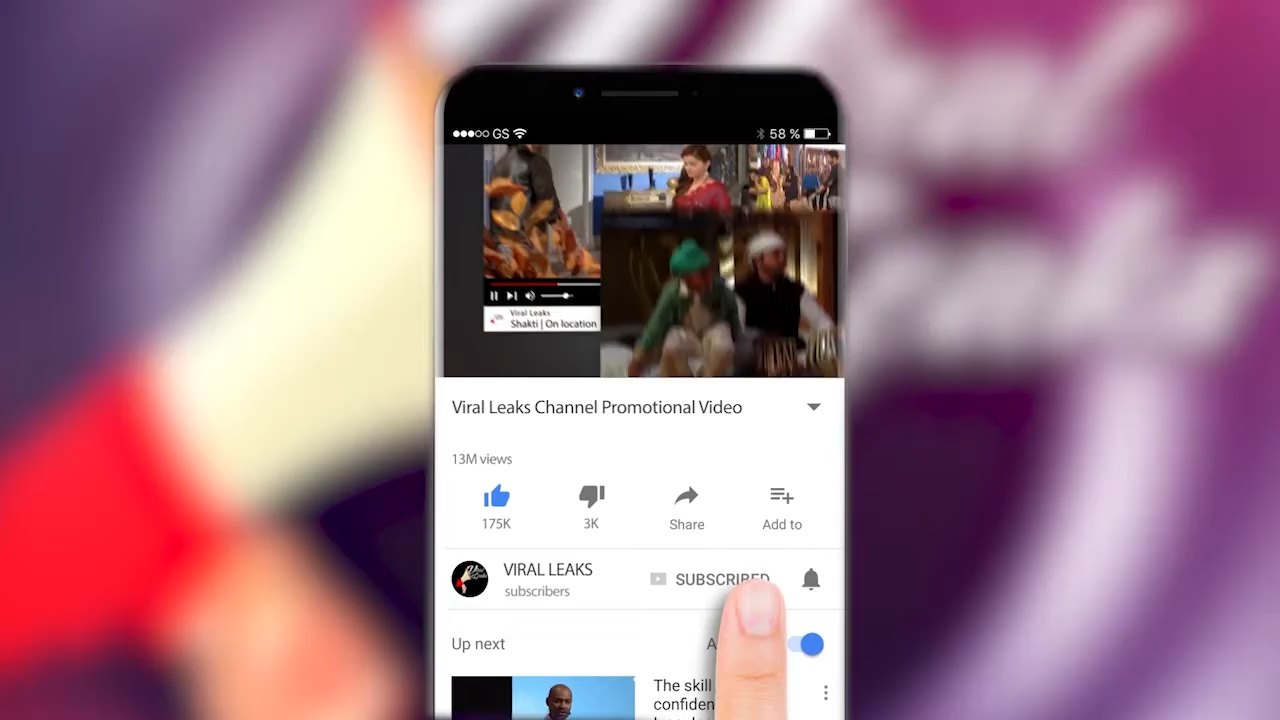 GS
58 %
Viral Leaks
Shakti | On location
Viral Leaks Channel Promotional Video
13M views
175K
3K
Share
Add to
VIRAL LEAKS
subscribers
SUBSCRIBED
Up next
The skill
confiden